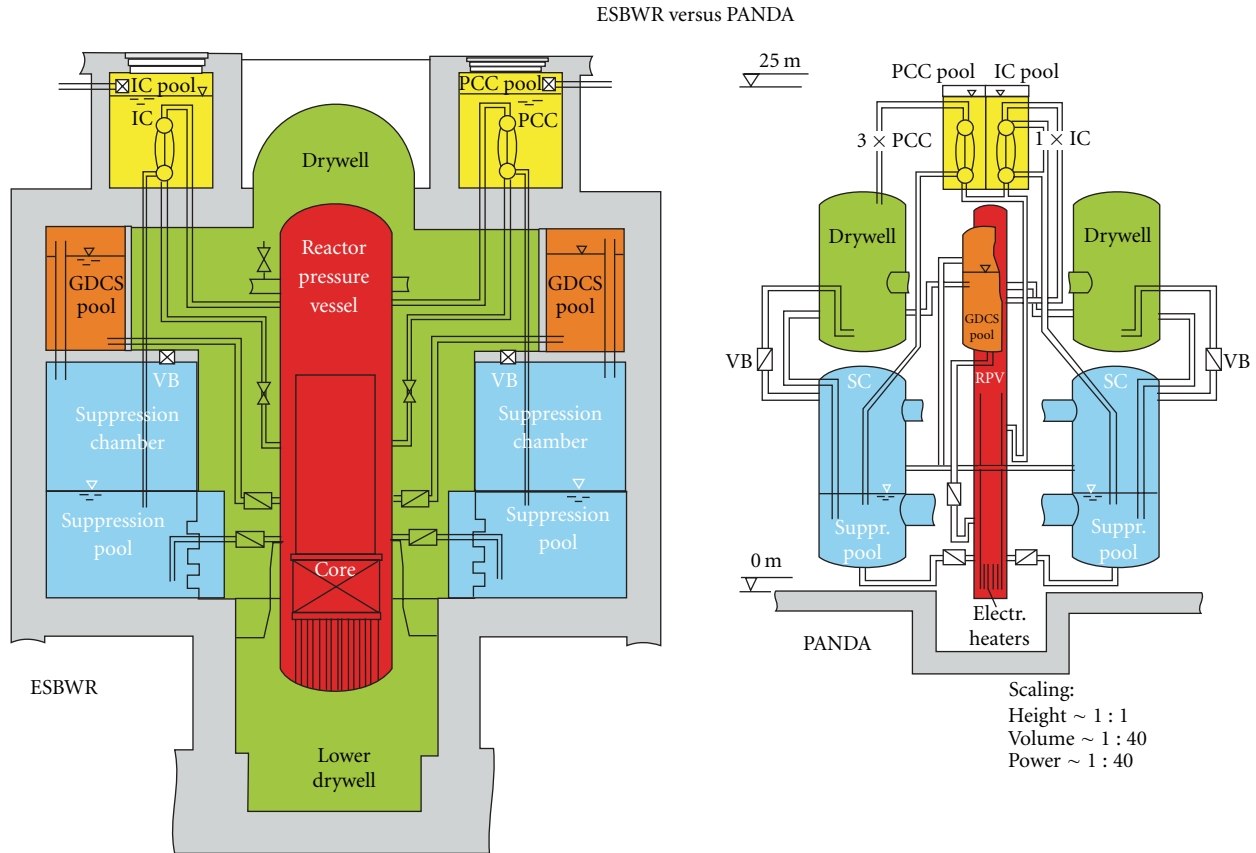 ESBWR versus PANDA
IC pool
IC
PCC pool
PCC
Drywell
Reactor
pressure
vessel
GDCS
pool
GDCS
pool
VB
VB
Suppression
chamber
Suppression
chamber
Suppression
pool
Suppression
pool
Core
Lower
drywell
ESBWR
25 m
PCC pool
IC pool
3 × PCC
1 × IC
Drywell
Drywell
GDCS
pool
VB
VB
SC
RPV
SC
Suppr.
pool
Suppr.
pool
0 m
Electr.
heaters
PANDA
Scaling:
Height ~ 1 : 1
Volume ~ 1 : 40
Power ~ 1 : 40